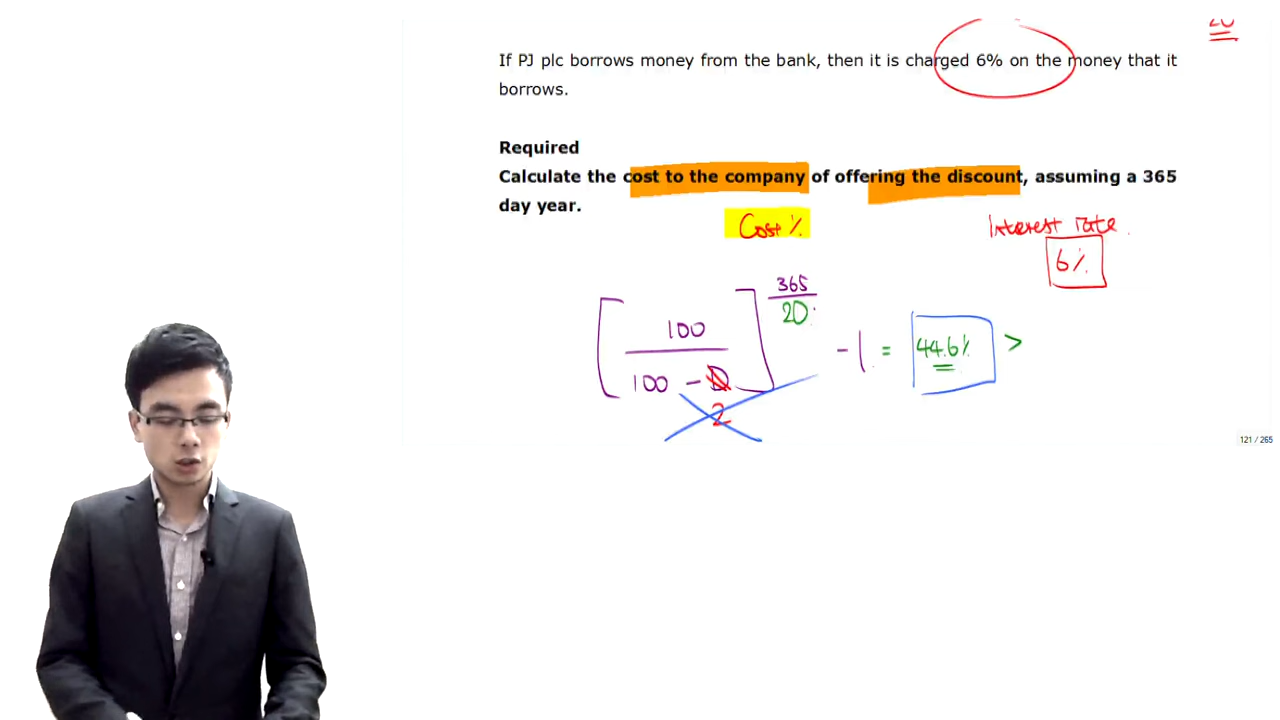 20
If PJ plc borrows money from the bank, then it is charged 6% on the money that it
borrows.
Required
Calculate the cost to the company of offering the discount, assuming a 365
day year.
Cost %
Interest rate
6%
365
20
100
100 - D
2
-1 = 44.6% >
121 / 265